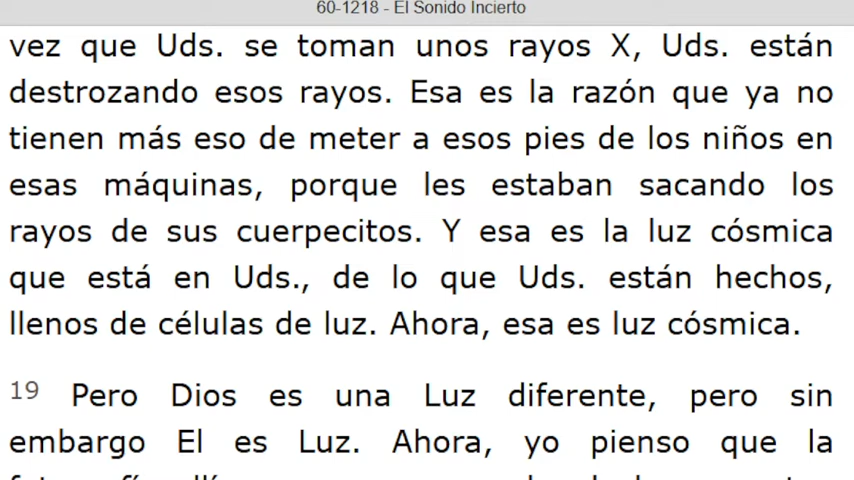 60-1218 - El Sonido Incierto
vez que Uds. se toman unos rayos X, Uds. están
destrozando esos rayos. Esa es la razón que ya no
tienen más eso de meter a esos pies de los niños en
esas máquinas, porque les estaban sacando los
rayos de sus cuerpecitos. Y esa es la luz cósmica
que está en Uds., de lo que Uds. están hechos,
llenos de células de luz. Ahora, esa es luz cósmica.
19 Pero Dios es una Luz diferente, pero sin
embargo El es Luz. Ahora, yo pienso que la